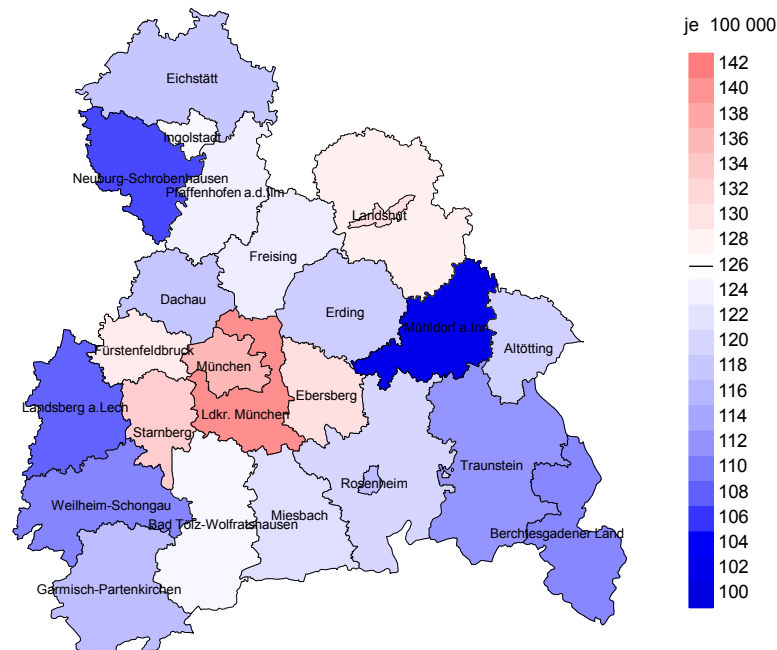 je 100 000
142
140
138
136
134
132
130
128
126
124
122
120
118
116
114
112
110
108
106
104
102
100
Eichstätt
Ingolstadt
Neuburg-Schrobenhausen
Pfaffenhofen a.d.Ilm
Landshut
Freising
Dachau
Erding
Mühldorf a.Inn
Altötting
Fürstenfeldbruck
München
Ebersberg
Landsberg a.Lech
Ldkr. München
Starnberg
Traunstein
Rosenheim
Weilheim-Schongau
Miesbach
Bad Tölz-Wolfratshausen
Berchtesgadener Land
Garmisch-Partenkirchen